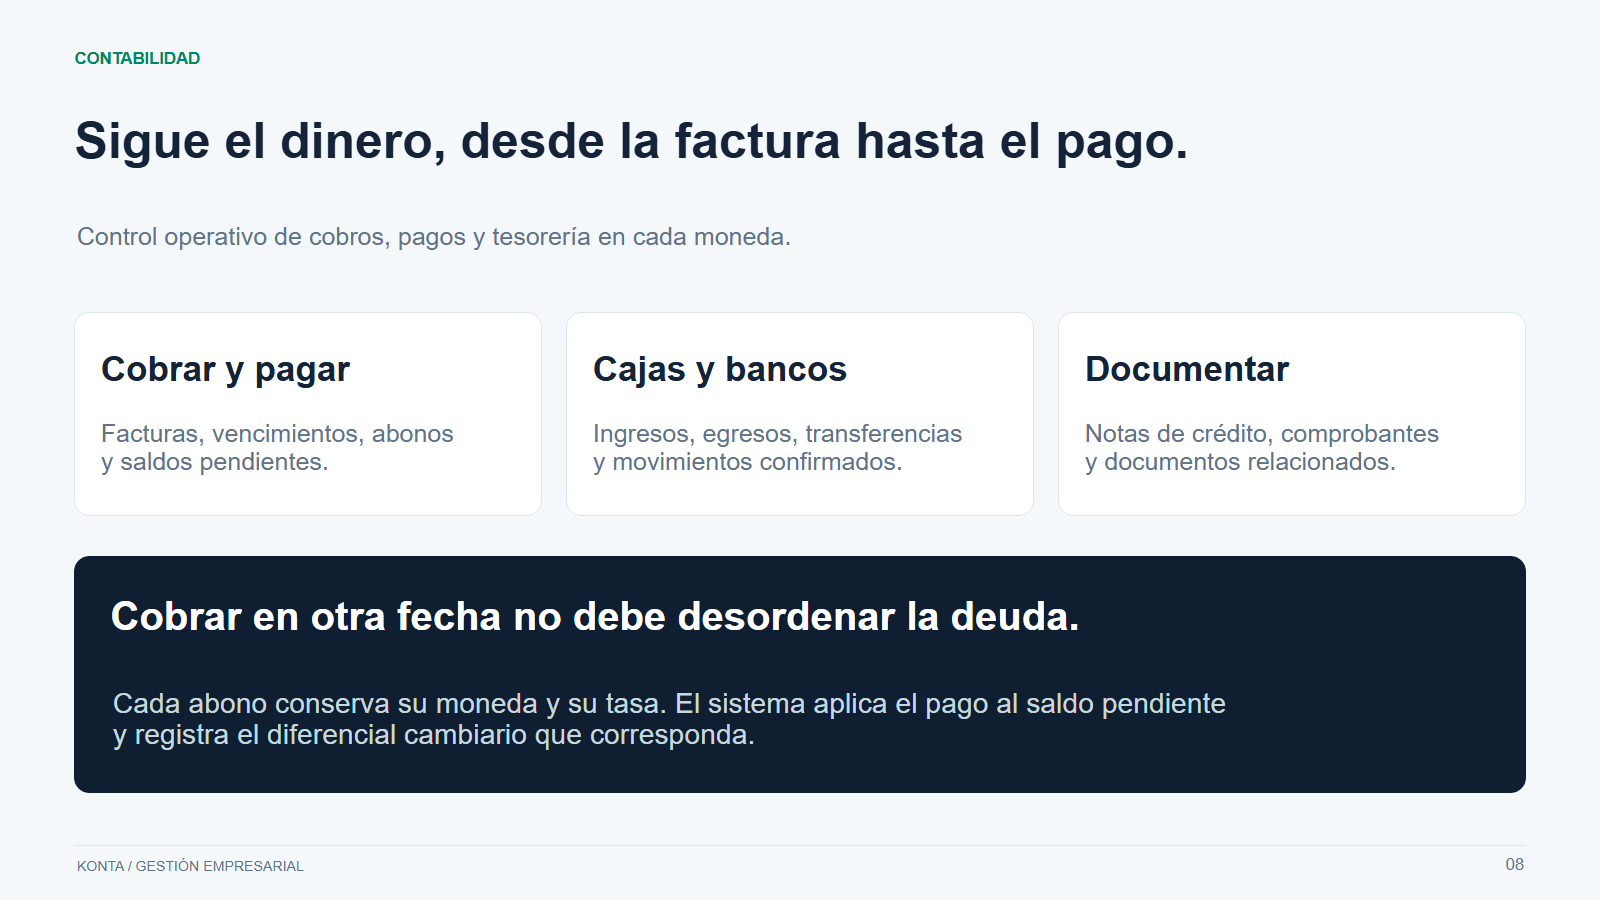 CONTABILIDAD
Sigue el dinero, desde la factura hasta el pago.
Control operativo de cobros, pagos y tesorería en cada moneda.
Cobrar y pagar
Facturas, vencimientos, abonos
y saldos pendientes.
Cajas y bancos
Ingresos, egresos, transferencias
y movimientos confirmados.
Documentar
Notas de crédito, comprobantes
y documentos relacionados.
Cobrar en otra fecha no debe desordenar la deuda.
Cada abono conserva su moneda y su tasa. El sistema aplica el pago al saldo pendiente
y registra el diferencial cambiario que corresponda.
KONTA / GESTIÓN EMPRESARIAL
08